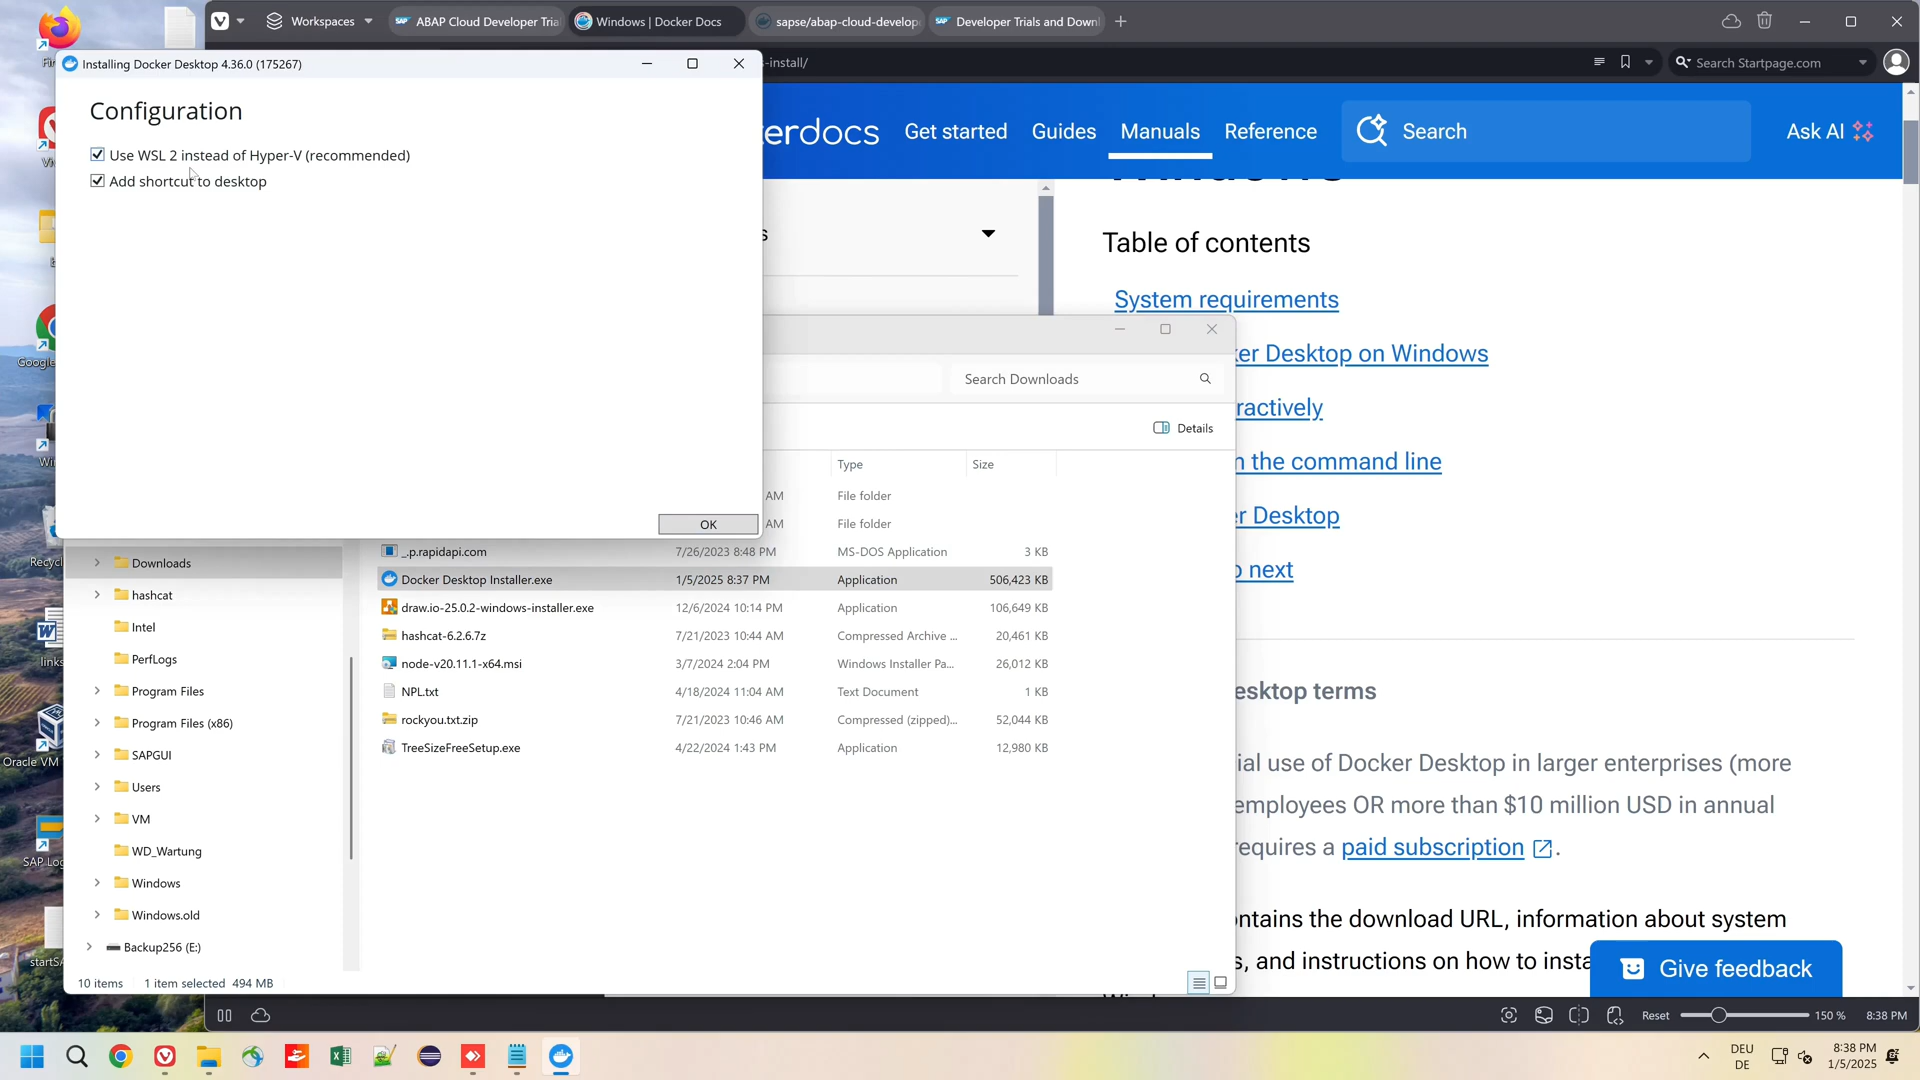 Workspaces
ABAP Cloud Developer Tria
Windows | Docker Docs
sapse/abap-cloud-develop
Developer Trials and Downl
Installing Docker Desktop 4.36.0 (175267)
-install/
Search Startpage.com
Configuration
Use WSL 2 instead of Hyper-V (recommended)
Add shortcut to desktop
OK
erdocs
Get started
Guides
Manuals
Reference
Search
Ask AI
Table of contents
System requirements
er Desktop on Windows
ractively
the command line
r Desktop
next
s
Search Downloads
Details
Type
Size
AM
File folder
AM
File folder
_.p.rapidapi.com
7/26/2023 8:48 PM
MS-DOS Application
3 KB
Docker Desktop Installer.exe
1/5/2025 8:37 PM
Application
506,423 KB
draw.io-25.0.2-windows-installer.exe
12/6/2024 10:14 PM
Application
106,649 KB
hashcat-6.2.6.7z
7/21/2023 10:44 AM
Compressed Archive ...
20,461 KB
node-v20.11.1-x64.msi
3/7/2024 2:04 PM
Windows Installer Pa...
26,012 KB
NPL.txt
4/18/2024 11:04 AM
Text Document
1 KB
rockyou.txt.zip
7/21/2023 10:46 AM
Compressed (zipped)...
52,044 KB
TreeSizeFreeSetup.exe
4/22/2024 1:43 PM
Application
12,980 KB
Downloads
hashcat
Intel
PerfLogs
Program Files
Program Files (x86)
SAPGUI
Users
VM
WD_Wartung
Windows
Windows.old
Backup256 (E:)
10 items
1 item selected 494 MB
esktop terms
ial use of Docker Desktop in larger enterprises (more
employees OR more than $10 million USD in annual
requires a paid subscription .
ntains the download URL, information about system
s, and instructions on how to insta
Give feedback
Google
Recycl
links
Oracle VM
SAP Log
startSA
Reset
150 %
8:38 PM
DEU
DE
8:38 PM
1/5/2025